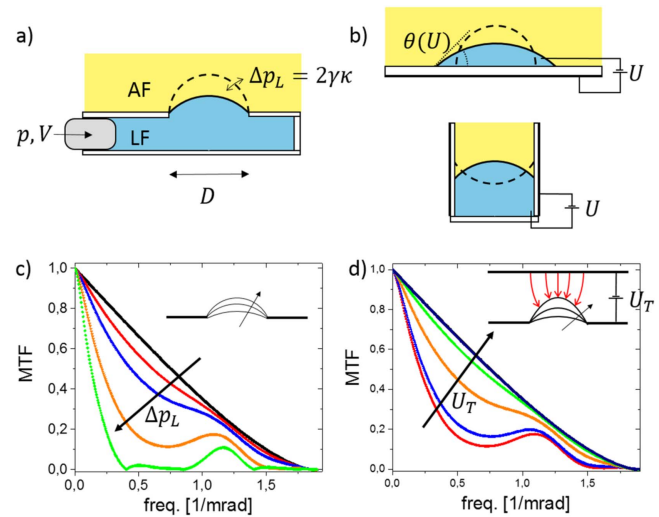 a)
AF
Δp_L = 2γκ
p, V
LF
D
b)
θ(U)
U
U
c)
MTF
1,0
0,8
0,6
0,4
0,2
0,0
Δp_L
0,0 0,5 1,0 1,5
freq. [1/mrad]
d)
MTF
1,0
0,8
0,6
0,4
0,2
0,0
U_T
U_T
0,0 0,5 1,0 1,5
freq. [1/mrad]